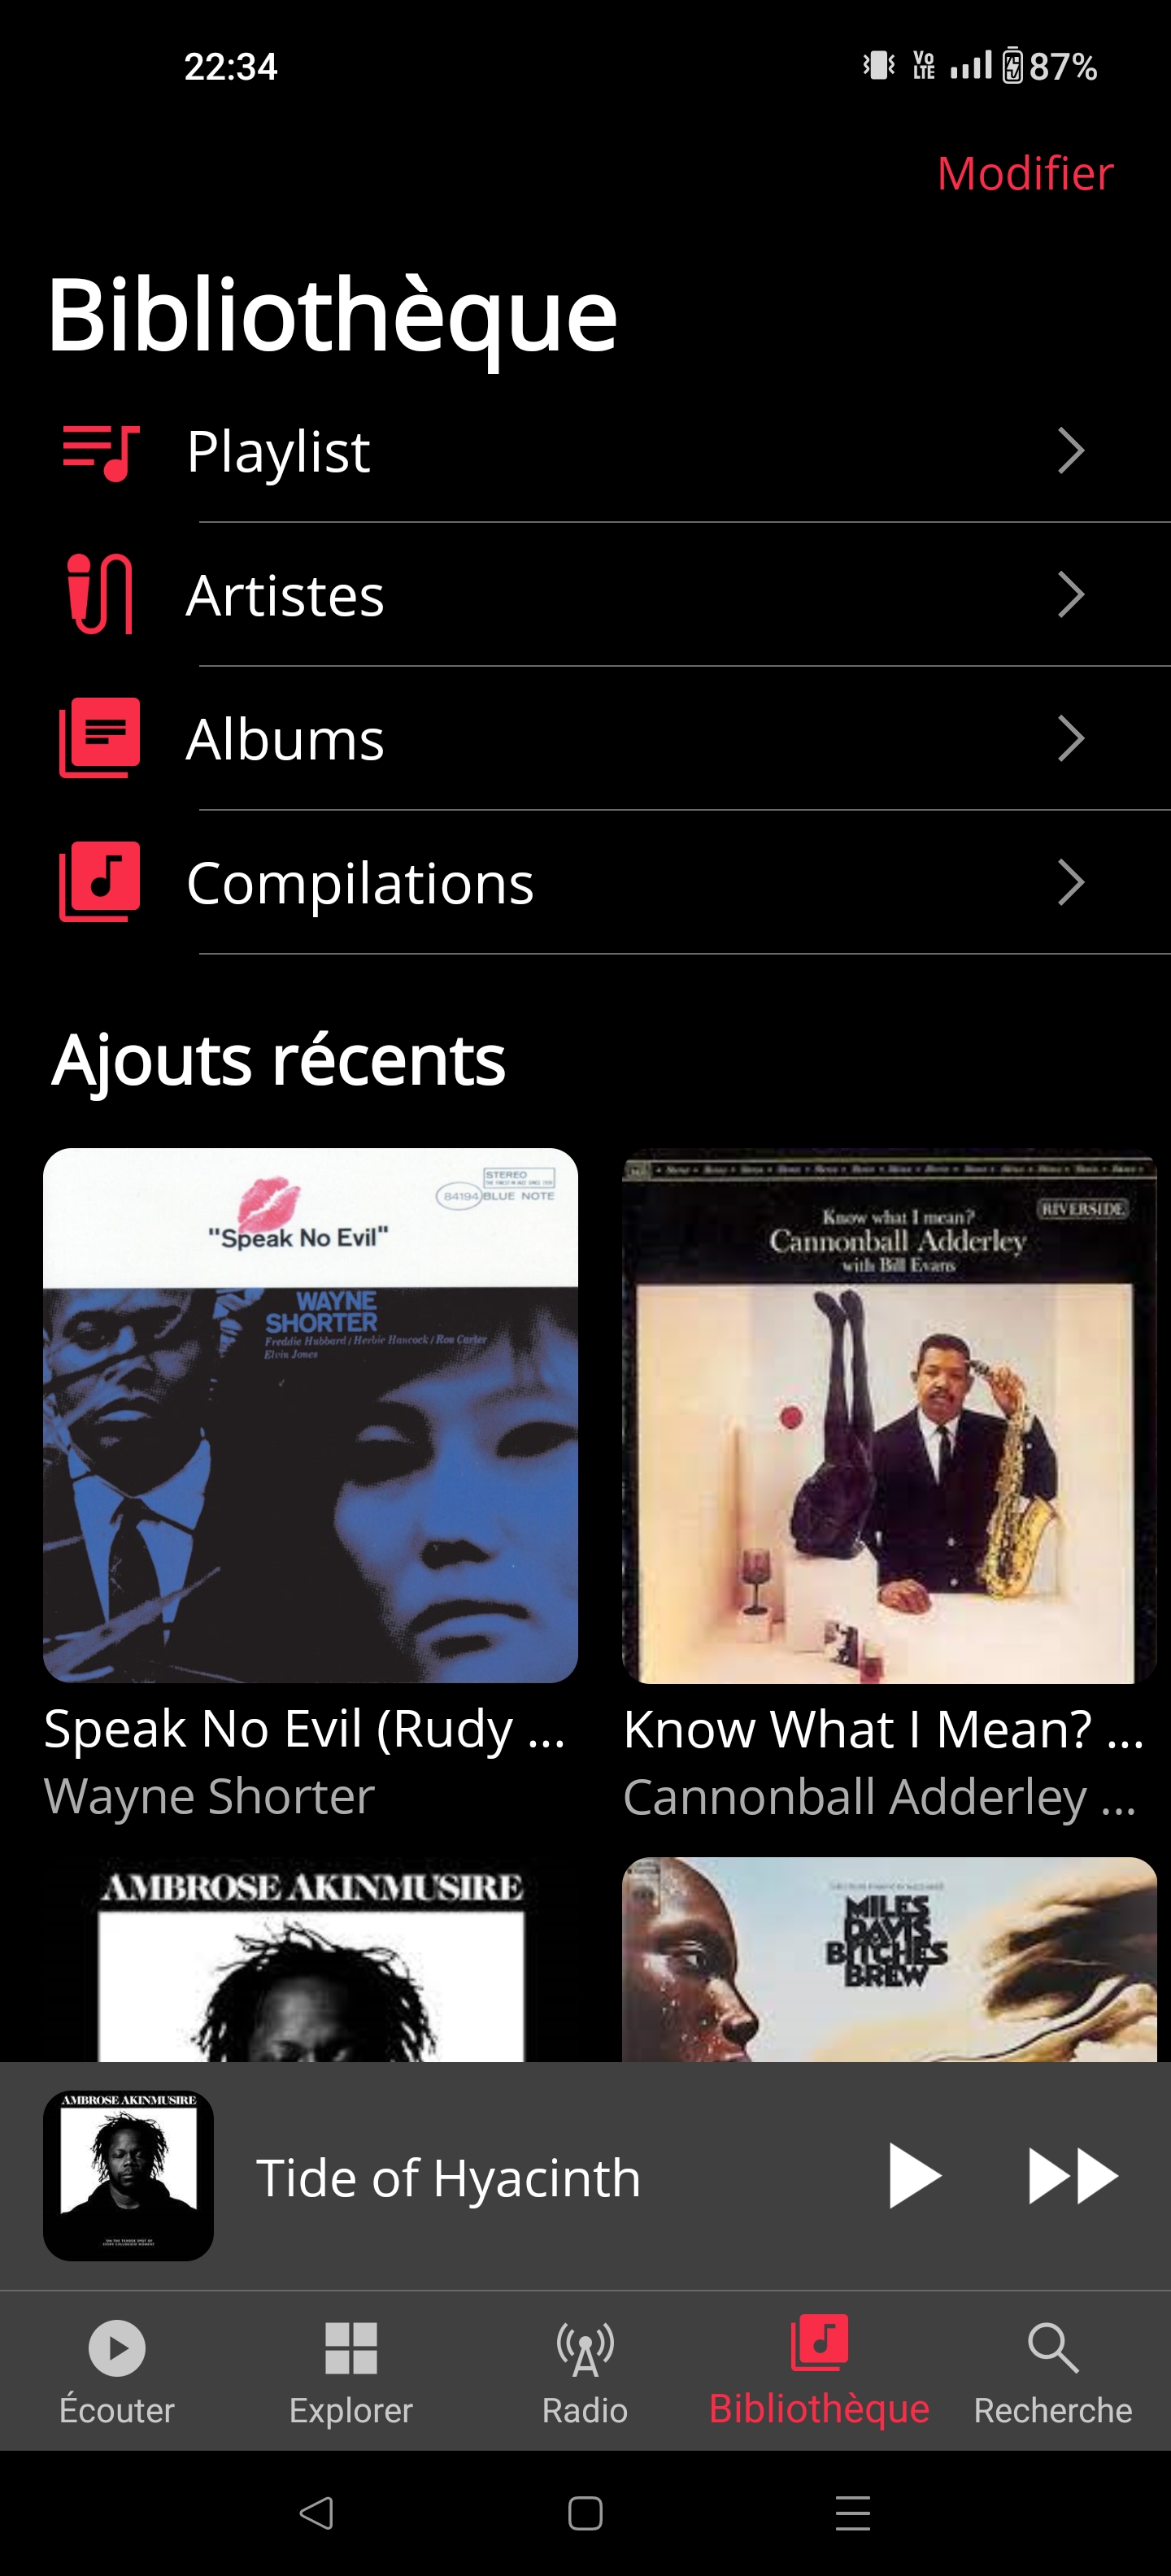 22:34
Vo
LTE
87%
Modifier
Bibliothèque
Playlist
Artistes
Albums
Compilations
Ajouts récents
STEREO
84194 BLUE NOTE
"Speak No Evil"
WAYNE
SHORTER
Freddie Hubbard / Herbie Hancock / Ron Carter
Elvin Jones
RIVERSIDE
Know what I mean?
Cannonball Adderley
with Bill Evans
Speak No Evil (Rudy ...
Wayne Shorter
Know What I Mean? ...
Cannonball Adderley ...
AMBROSE AKINMUSIRE
MILES
DAVIS
BITCHES
BREW
AMBROSE AKINMUSIRE
Tide of Hyacinth
Écouter
Explorer
Radio
Bibliothèque
Recherche